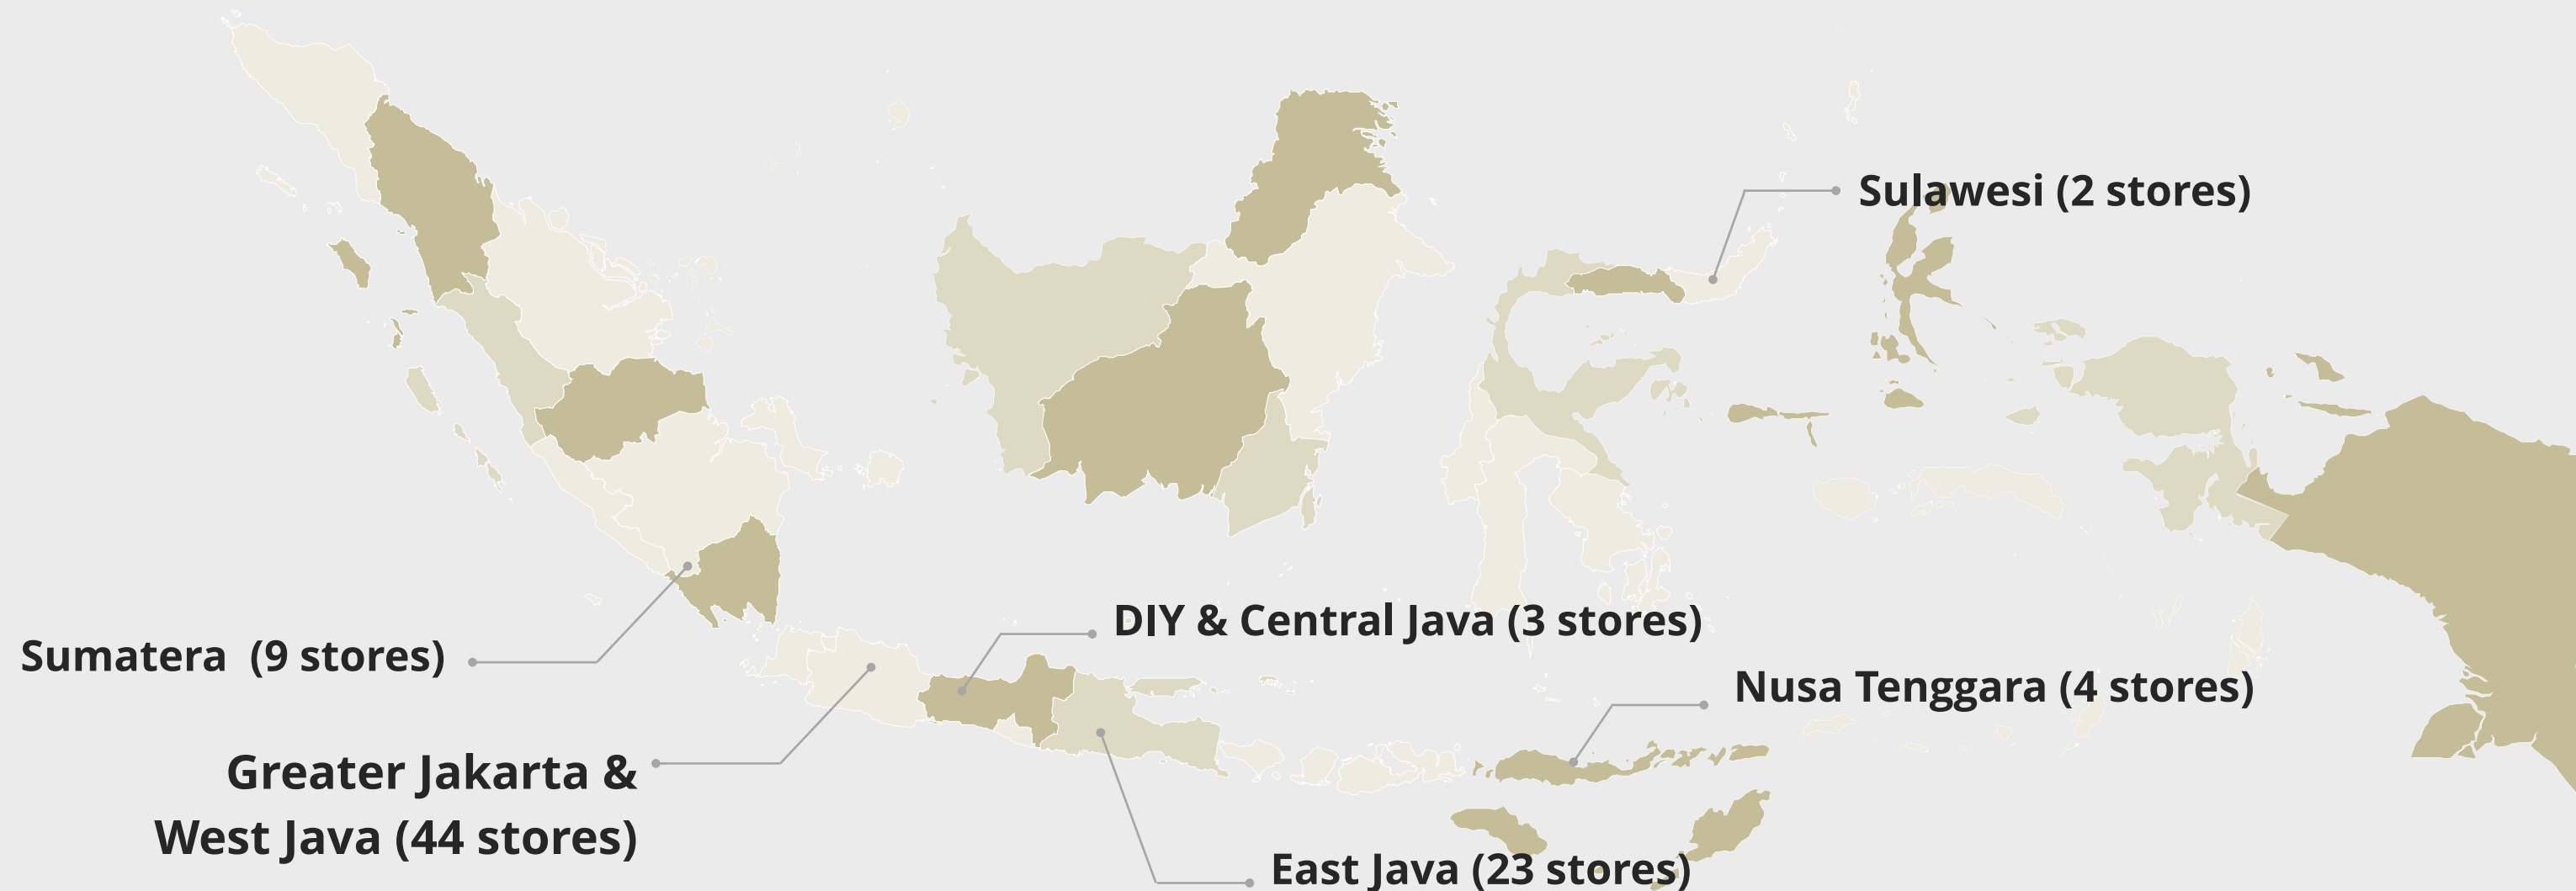 Sulawesi (2 stores)
DIY & Central Java (3 stores)
Sumatera (9 stores)
Nusa Tenggara (4 stores)
Greater Jakarta &
West Java (44 stores)
East Java (23 stores)